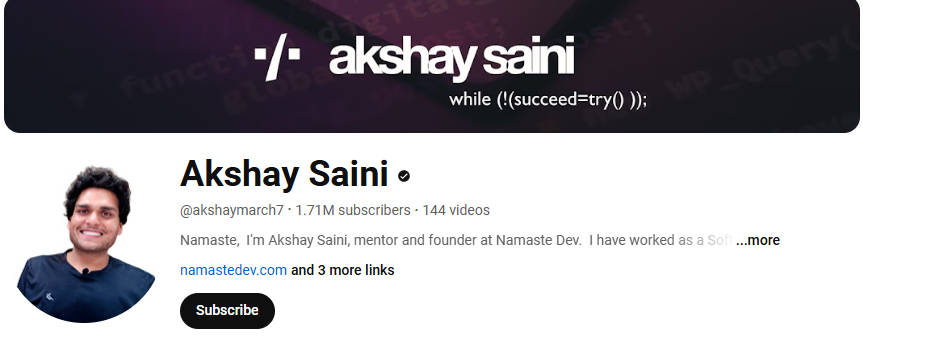 ·/· akshay saini
while (!(succeed=try() ));
Akshay Saini
@akshaymarch7 · 1.71M subscribers · 144 videos
Namaste, I'm Akshay Saini, mentor and founder at Namaste Dev. I have worked as a Soft ...more
namastedev.com and 3 more links
Subscribe